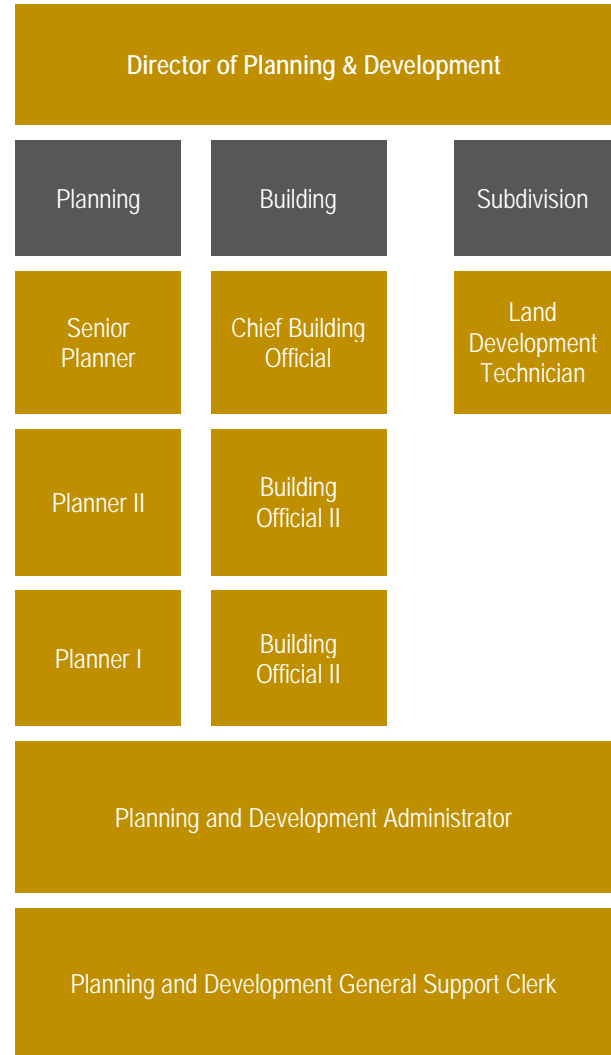 Director of Planning & Development
Planning
Building
Subdivision
Senior
Planner
Chief Building
Official
Land
Development
Technician
Planner II
Building
Official II
Planner I
Building
Official II
Planning and Development Administrator
Planning and Development General Support Clerk